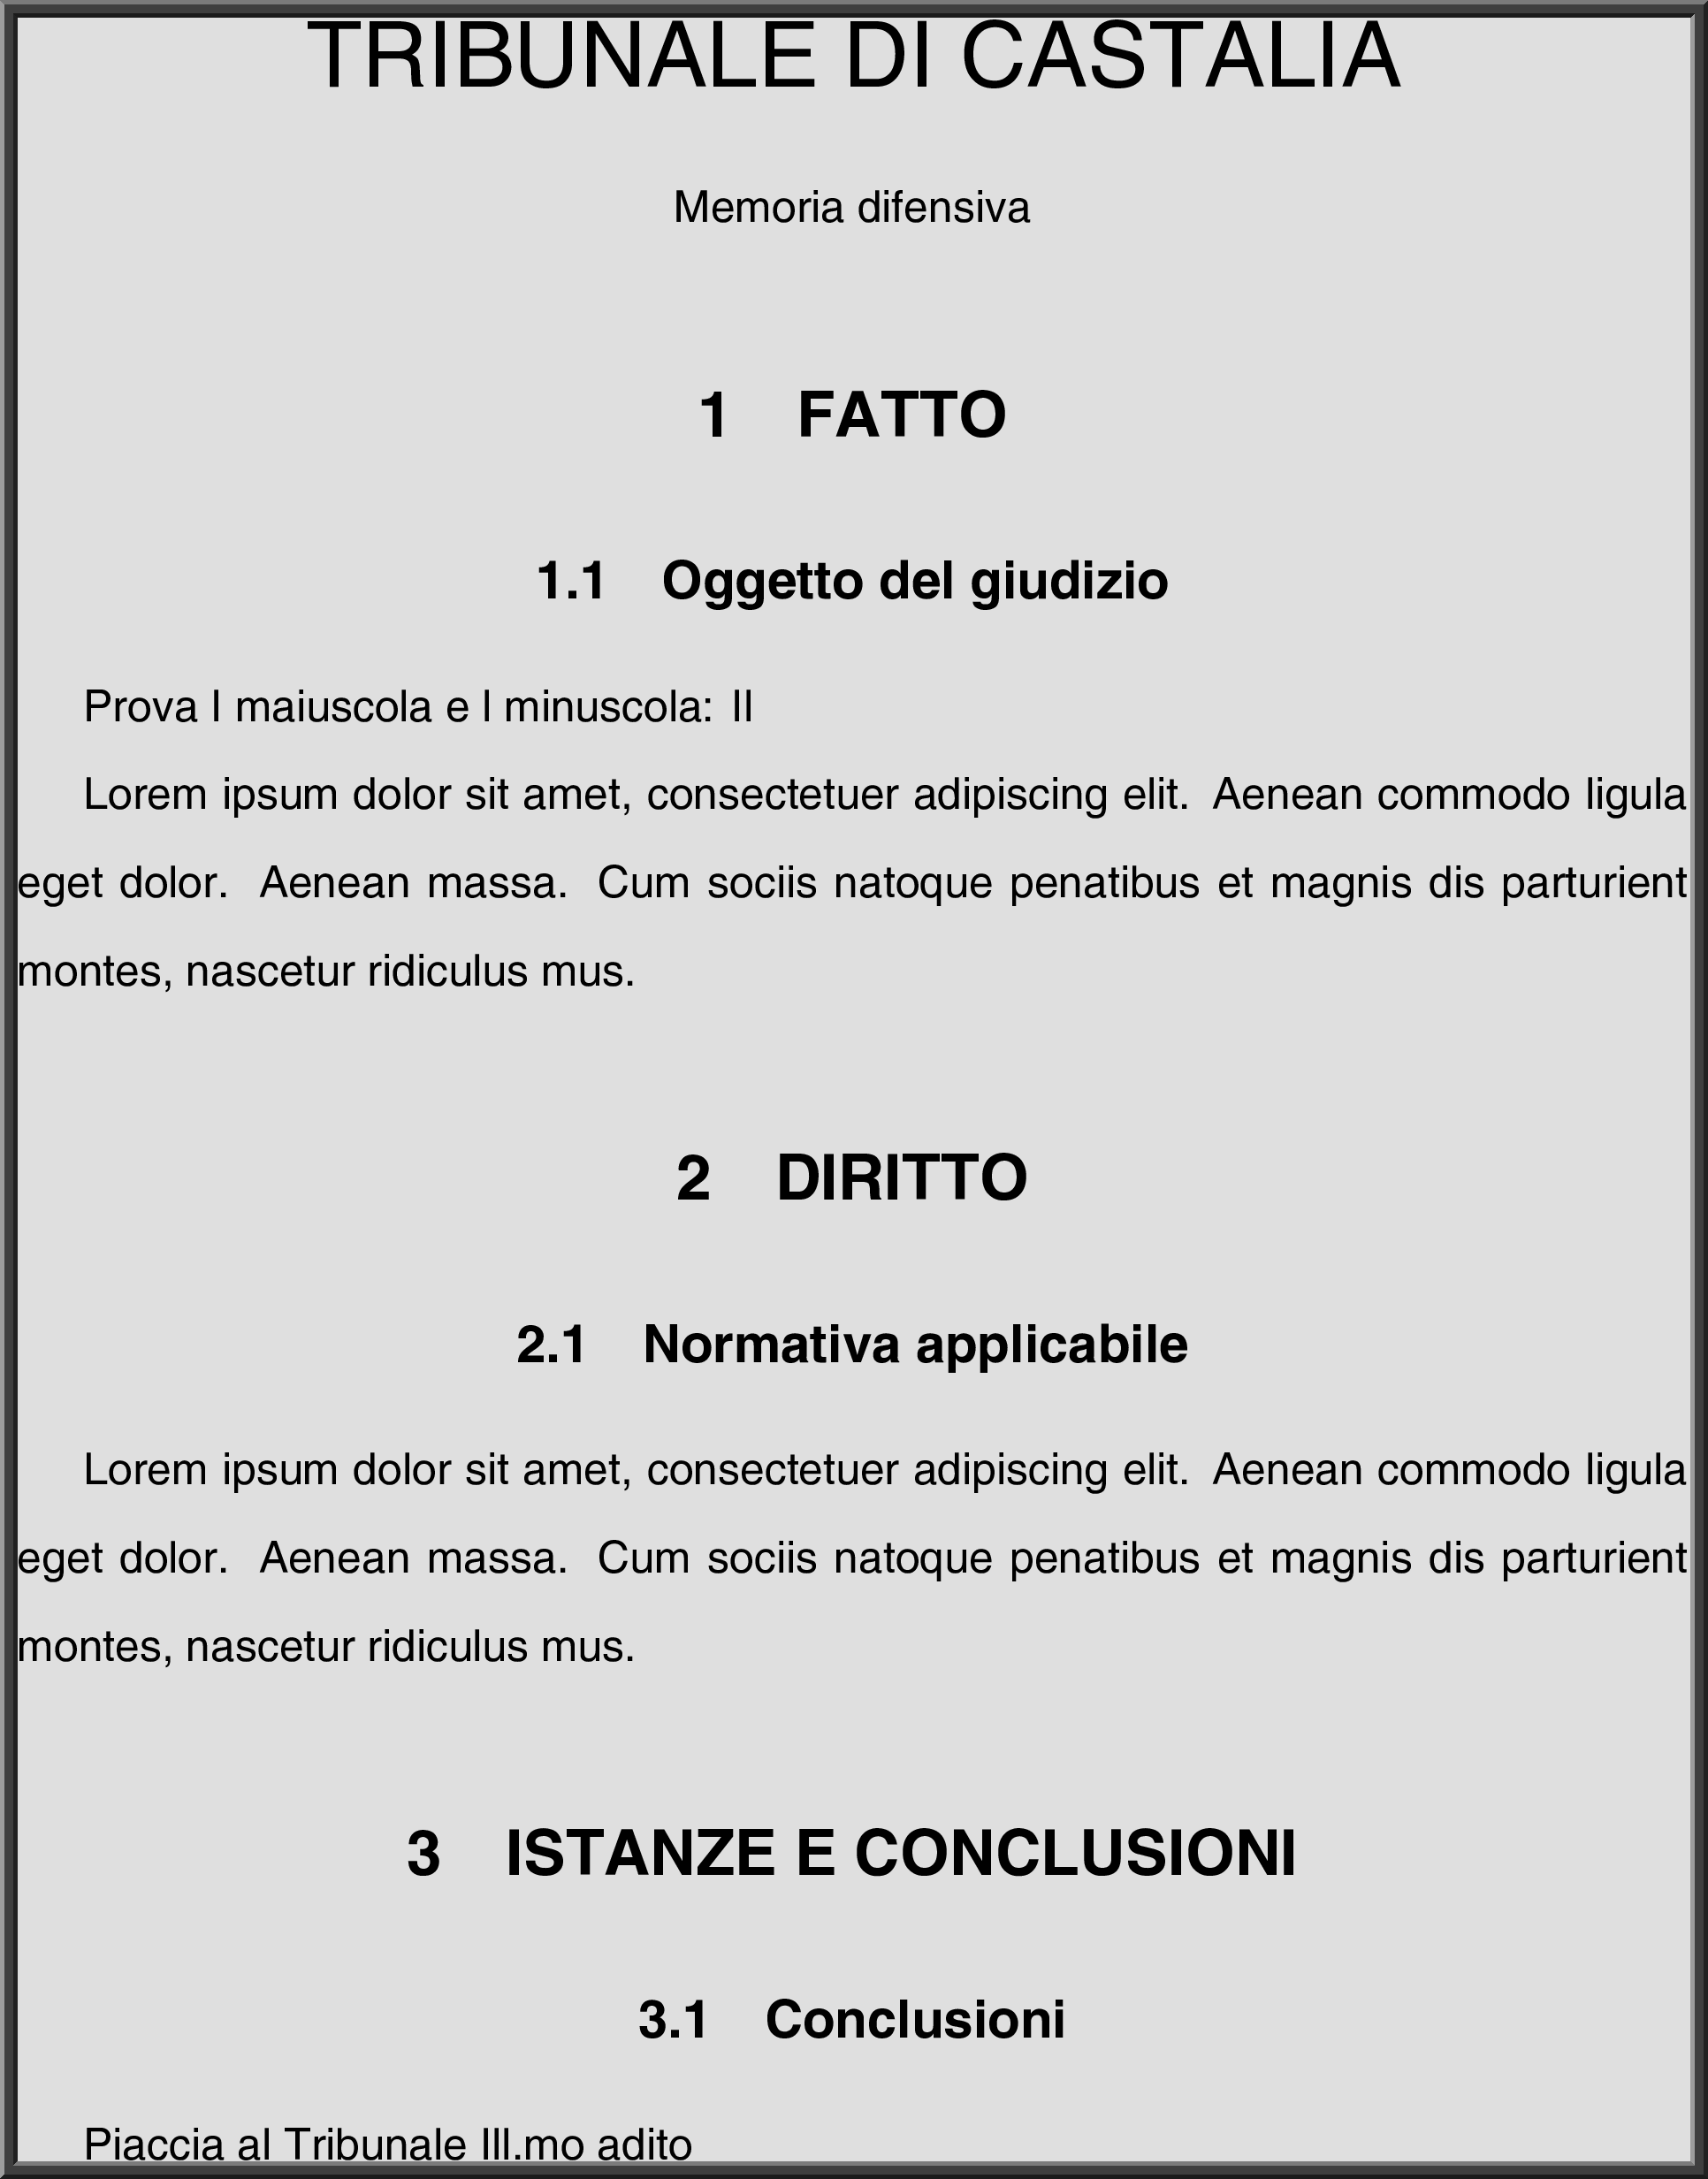 TRIBUNALE DI CASTALIA
Memoria difensiva
1 FATTO
1.1 Oggetto del giudizio
Prova I maiuscola e l minuscola: Il
Lorem ipsum dolor sit amet, consectetuer adipiscing elit. Aenean commodo ligula
eget dolor. Aenean massa. Cum sociis natoque penatibus et magnis dis parturient
montes, nascetur ridiculus mus.
2 DIRITTO
2.1 Normativa applicabile
Lorem ipsum dolor sit amet, consectetuer adipiscing elit. Aenean commodo ligula
eget dolor. Aenean massa. Cum sociis natoque penatibus et magnis dis parturient
montes, nascetur ridiculus mus.
3 ISTANZE E CONCLUSIONI
3.1 Conclusioni
Piaccia al Tribunale Ill.mo adito